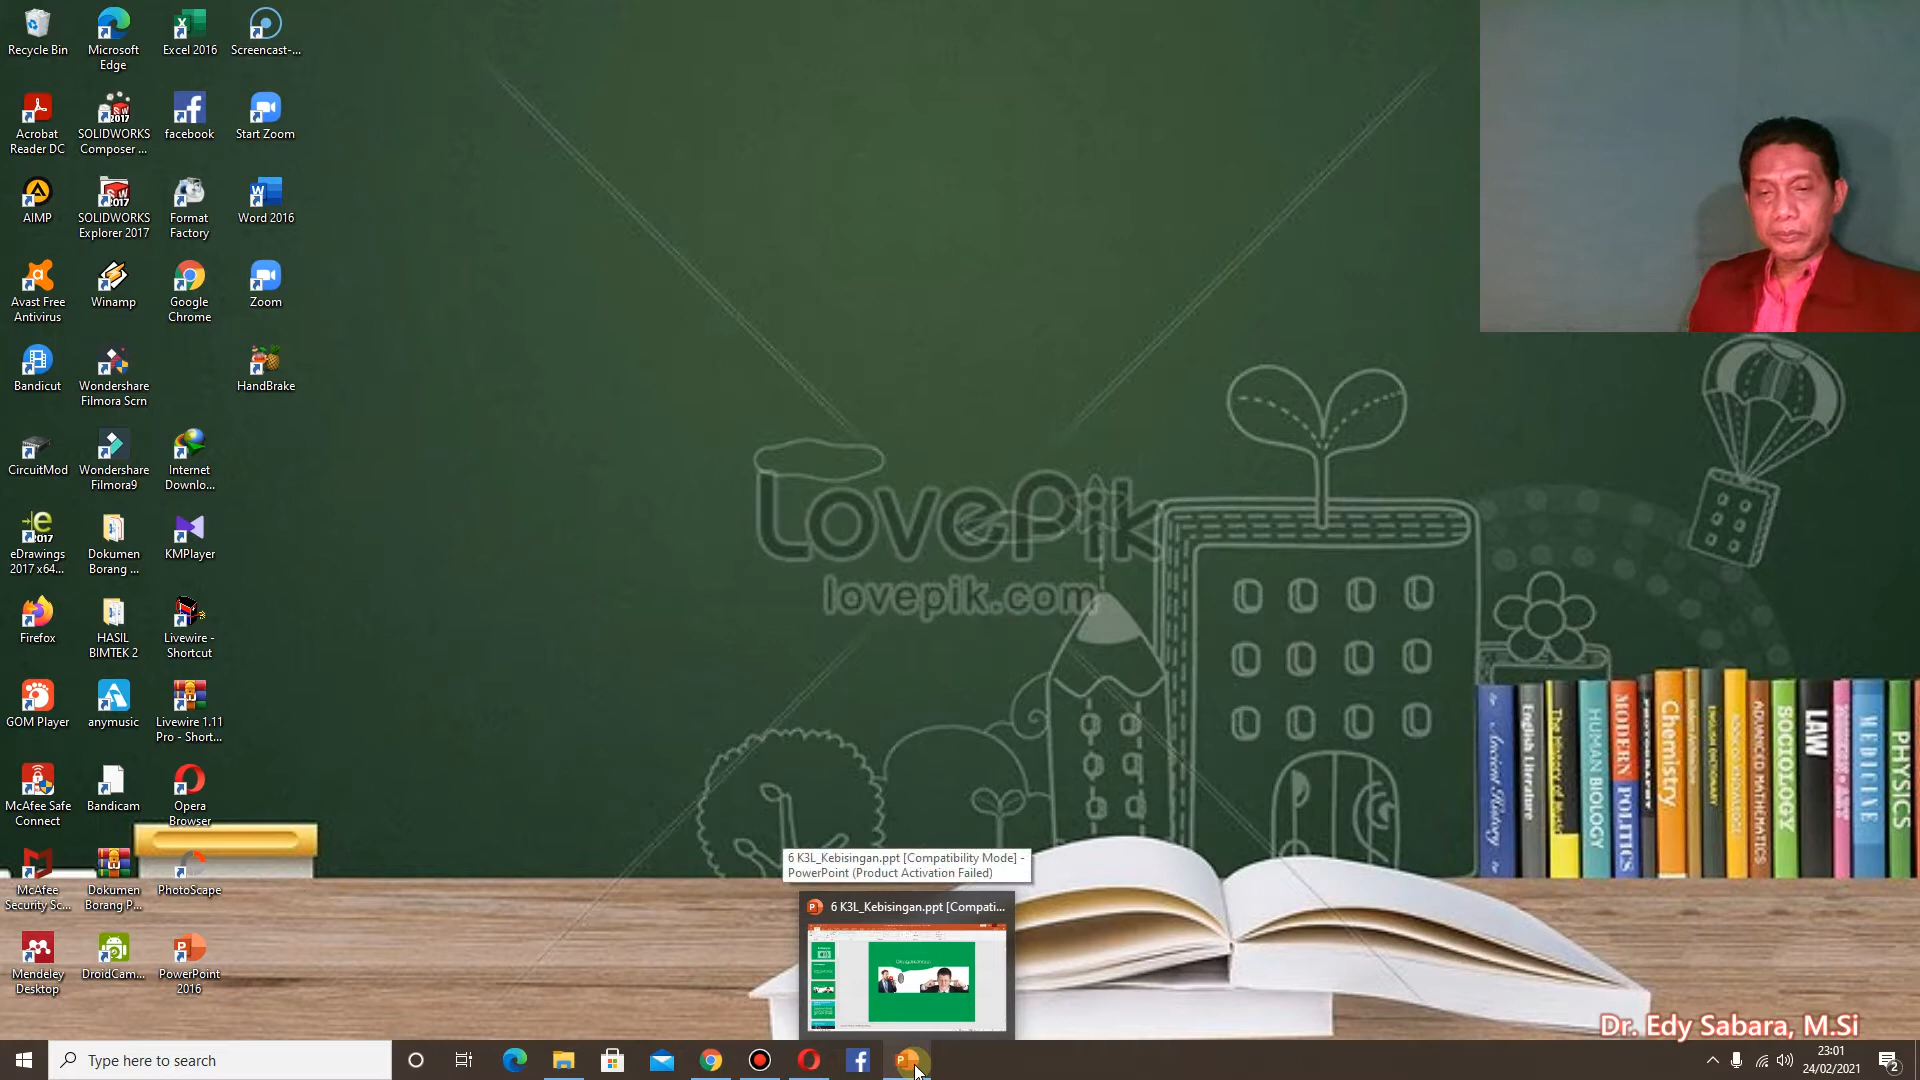 Recycle Bin
Microsoft
Edge
Excel 2016
Screencast-...
Acrobat
Reader DC
SOLIDWORKS
Composer ...
facebook
Start Zoom
AIMP
SOLIDWORKS
Explorer 2017
Format
Factory
Word 2016
Avast Free
Antivirus
Winamp
Google
Chrome
Zoom
Bandicut
Wondershare
Filmora Scrn
HandBrake
CircuitMod
Wondershare
Filmora9
Internet
Downlo...
eDrawings
2017 x64...
Dokumen
Borang ...
KMPlayer
Firefox
HASIL
BIMTEK 2
Livewire -
Shortcut
GOM Player
anymusic
Livewire 1.11
Pro - Short...
McAfee Safe
Connect
Bandicam
Opera
Browser
McAfee
Security Sc...
Dokumen
Borang P...
PhotoScape
Mendeley
Desktop
DroidCam...
PowerPoint
2016
LovePik
lovepik.com
Ancient History
English Literature
HUMAN BIOLOGY
MODERN POLITICS
Chemistry
ADVANCED MATHEMATICS
SOCIOLOGY
LAW
MEDICINE
PHYSICS
6 K3L_Kebisingan.ppt [Compatibility Mode] -
PowerPoint (Product Activation Failed)
6 K3L_Kebisingan.ppt [Compati...
Dr. Edy Sabara, M.Si
Type here to search
23:01
24/02/2021
2